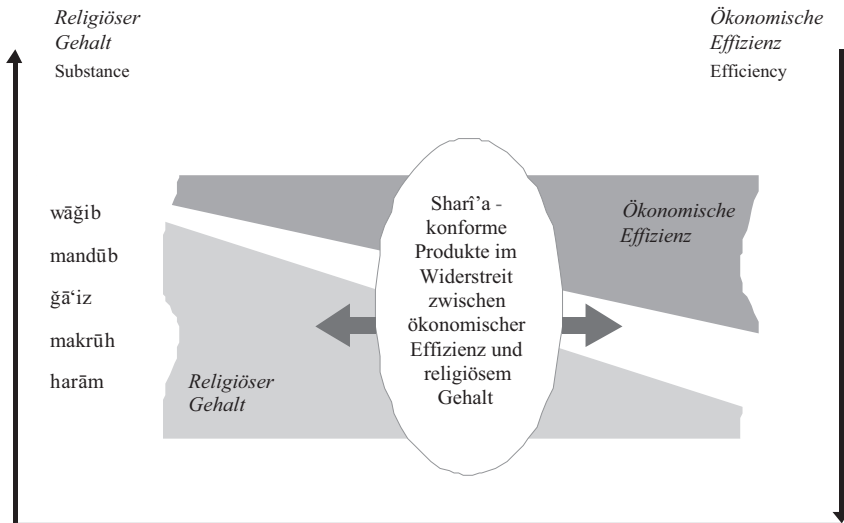 Religiöser
Gehalt
Substance
Ökonomische
Effizienz
Efficiency
wāǧib
mandūb
ǧā‘iz
makrūh
harām
Religiöser
Gehalt
Sharî’a -
konforme
Produkte im
Widerstreit
zwischen
ökonomischer
Effizienz und
religiösem
Gehalt
Ökonomische
Effizienz